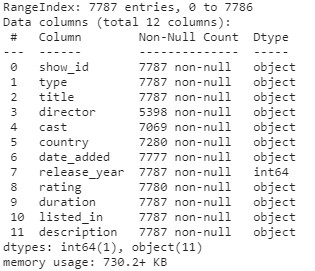 RangeIndex: 7787 entries, 0 to 7786
Data columns (total 12 columns):
 #   Column        Non-Null Count  Dtype
---  ------        --------------  -----
 0   show_id       7787 non-null   object
 1   type          7787 non-null   object
 2   title         7787 non-null   object
 3   director      5398 non-null   object
 4   cast          7069 non-null   object
 5   country       7280 non-null   object
 6   date_added    7777 non-null   object
 7   release_year  7787 non-null   int64
 8   rating        7780 non-null   object
 9   duration      7787 non-null   object
 10  listed_in     7787 non-null   object
 11  description   7787 non-null   object
dtypes: int64(1), object(11)
memory usage: 730.2+ KB